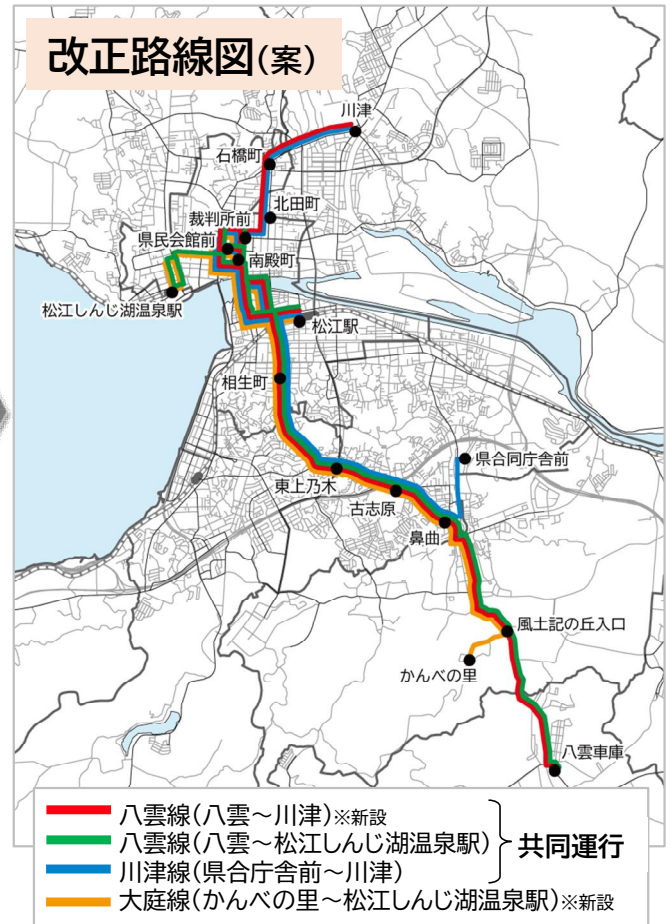 改正路線図(案)
川津
石橋町
北田町
裁判所前
県民会館前
南殿町
松江しんじ湖温泉駅
松江駅
相生町
県合同庁舎前
東上乃木
古志原
鼻曲
風土記の丘入口
かんべの里
八雲車庫
八雲線(八雲～川津)※新設
八雲線(八雲～松江しんじ湖温泉駅)
共同運行
川津線(県合庁舎前～川津)
大庭線(かんべの里～松江しんじ湖温泉駅)※新設